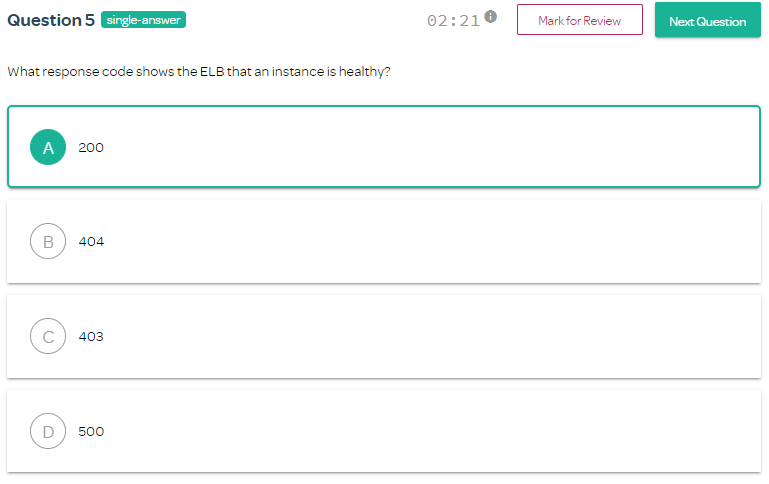 Question 5 single-answer 02:21 i Mark for Review Next Question
What response code shows the ELB that an instance is healthy?
A 200
B 404
C 403
D 500